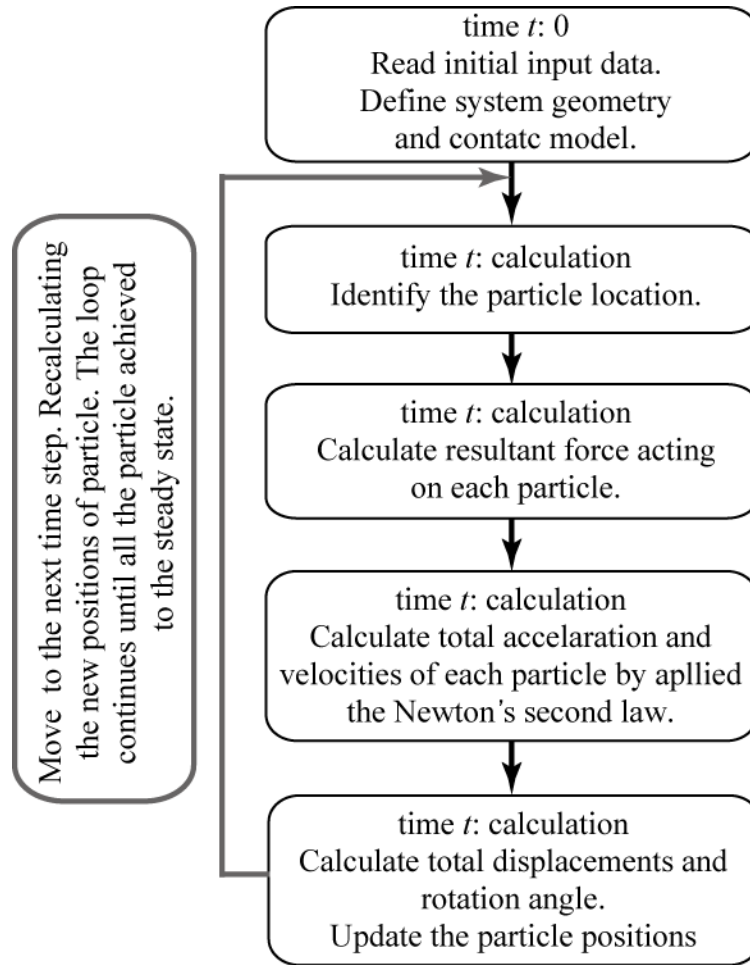 time t: 0
Read initial input data.
Define system geometry
and contatc model.
time t: calculation
Identify the particle location.
time t: calculation
Calculate resultant force acting
on each particle.
time t: calculation
Calculate total accelaration and
velocities of each particle by apllied
the Newton's second law.
time t: calculation
Calculate total displacements and
rotation angle.
Update the particle positions
Move to the next time step. Recalculating
the new positions of particle. The loop
continues until all the particle achieved
to the steady state.